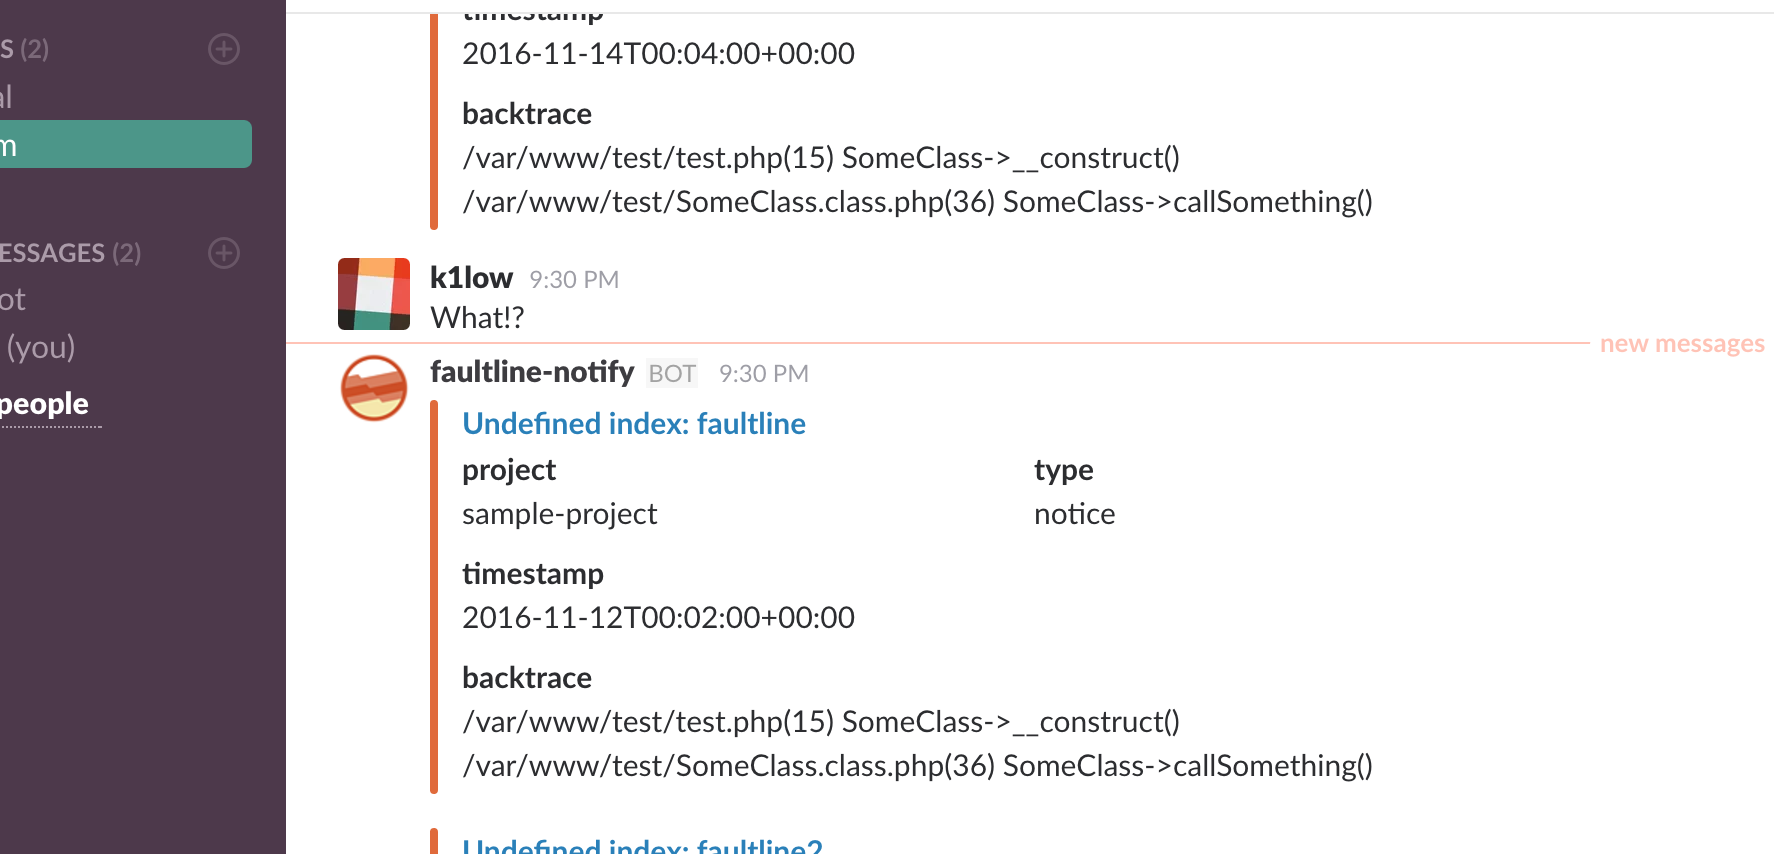 S (2)
al
m
ESSAGES (2)
ot
(you)
people
timestamp
2016-11-14T00:04:00+00:00
backtrace
/var/www/test/test.php(15) SomeClass->__construct()
/var/www/test/SomeClass.class.php(36) SomeClass->callSomething()
k1low 9:30 PM
What!?
new messages
faultline-notify BOT 9:30 PM
Undefined index: faultline
project type
sample-project notice
timestamp
2016-11-12T00:02:00+00:00
backtrace
/var/www/test/test.php(15) SomeClass->__construct()
/var/www/test/SomeClass.class.php(36) SomeClass->callSomething()
Undefined index: faultline2